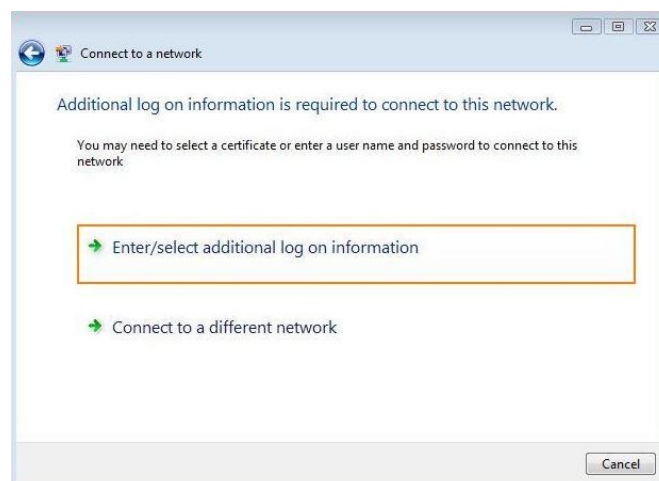 Connect to a network
Additional log on information is required to connect to this network.
You may need to select a certificate or enter a user name and password to connect to this
network
Enter/select additional log on information
Connect to a different network
Cancel